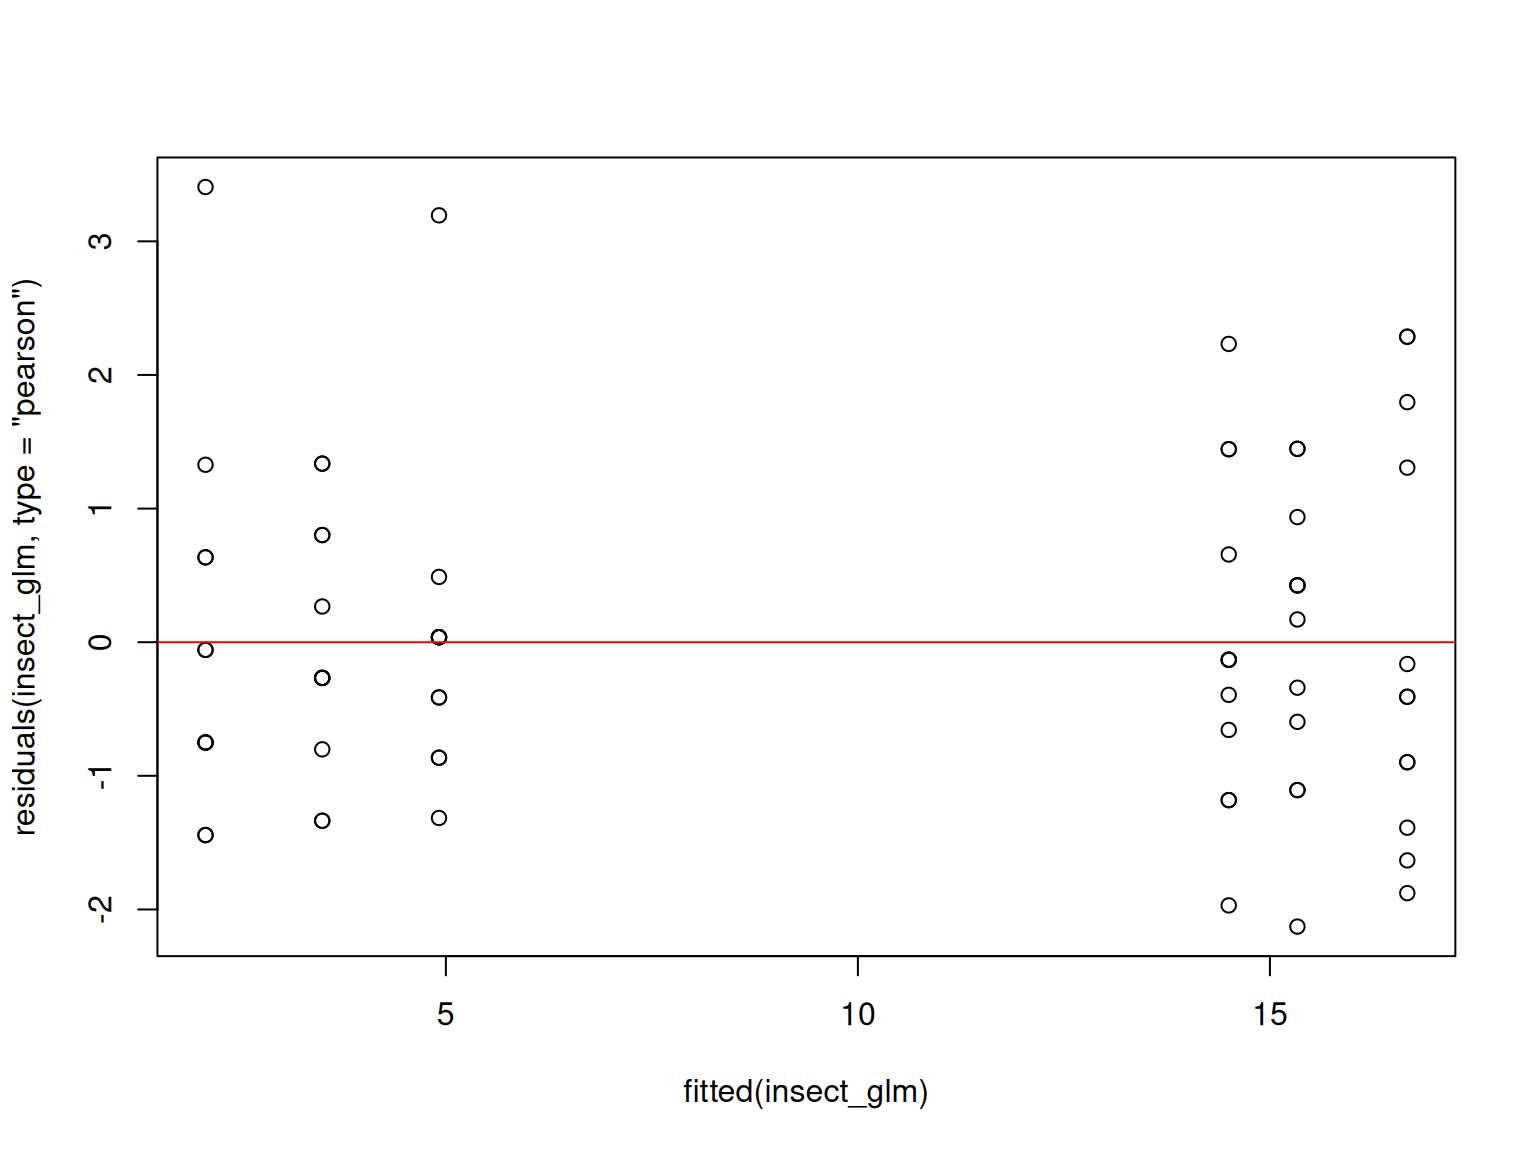 residuals(insect_glm, type = "pearson")
3
2
1
0
-1
-2
5 10 15
fitted(insect_glm)